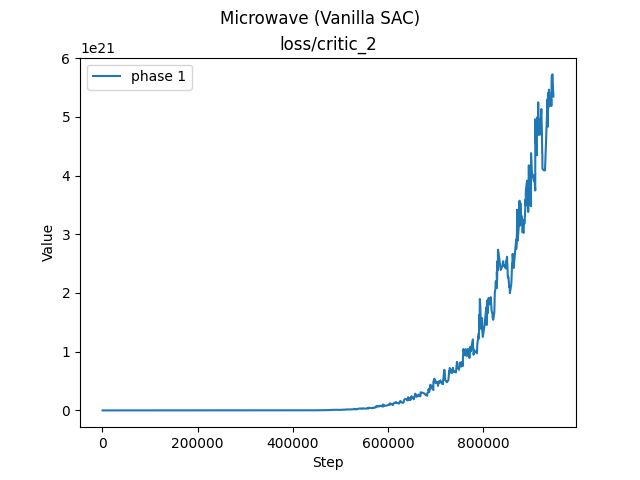 Microwave (Vanilla SAC)
loss/critic_2
1e21
phase 1
6
5
4
3
2
1
0
Value
0
200000
400000
600000
800000
Step